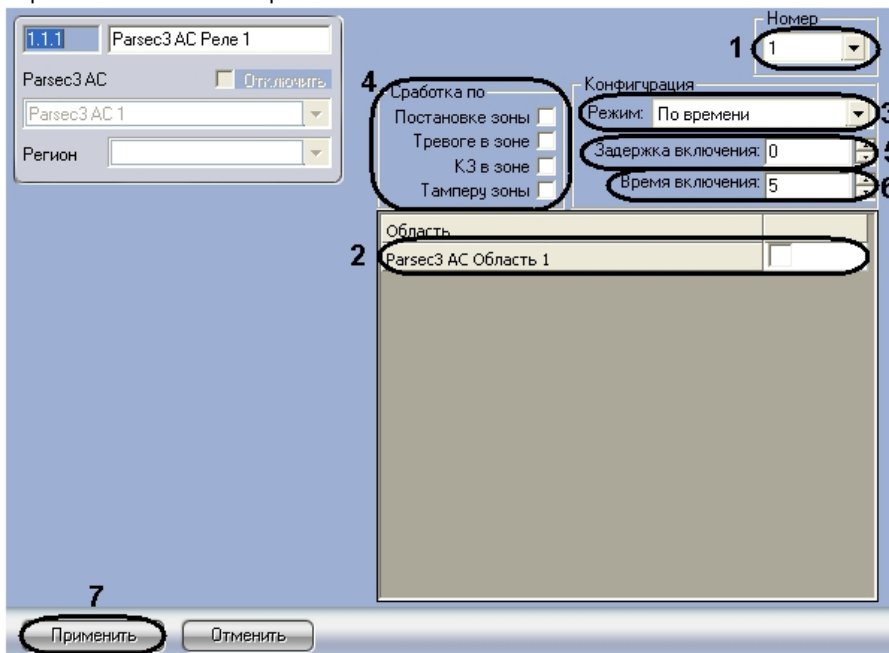 Номер
1.1.1 Parsec3 AC Реле 1
1 1
Parsec3 AC Отключить
4 Сработка по
Конфигурация
Parsec3 AC 1
Постановке зоны
Режим: По времени 3
Регион
Тревоге в зоне
КЗ в зоне
Тамперу зоны
Задержка включения: 0 5
Время включения: 5 6
Область
2 Parsec3 AC Область 1
7
Применить Отменить